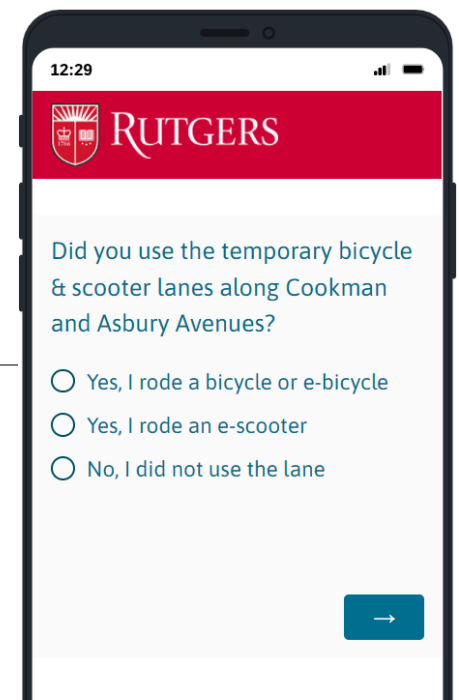 12:29
1766
RUTGERS
Did you use the temporary bicycle
& scooter lanes along Cookman
and Asbury Avenues?
Yes, I rode a bicycle or e-bicycle
Yes, I rode an e-scooter
No, I did not use the lane
→